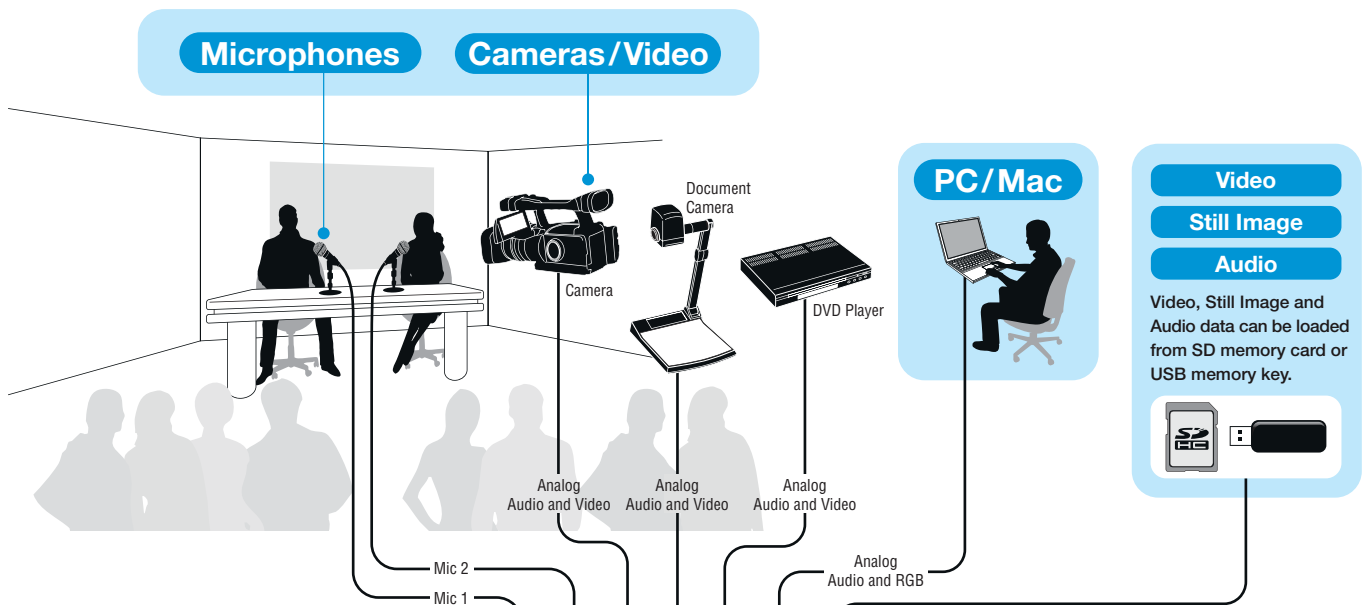 Microphones
Cameras/Video
Document
Camera
Camera
DVD Player
PC/Mac
Video
Still Image
Audio
Video, Still Image and
Audio data can be loaded
from SD memory card or
USB memory key.
SD
HC
Analog
Audio and Video
Analog
Audio and Video
Analog
Audio and Video
Mic 2
Mic 1
Analog
Audio and RGB